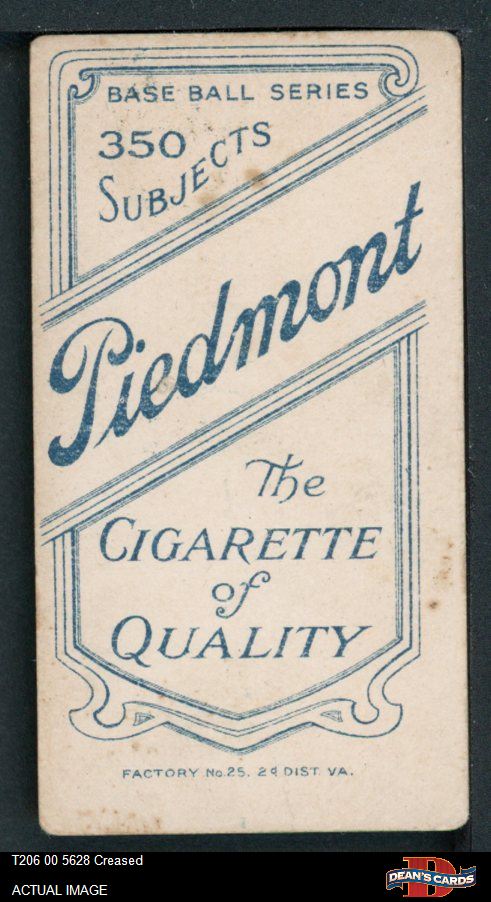 BASE BALL SERIES
350
SUBJECTS
Piedmont
The
CIGARETTE
of
QUALITY
FACTORY No.25. 2d DIST. VA.
T206 00 5628 Creased
ACTUAL IMAGE
D
DEAN'S CARDS